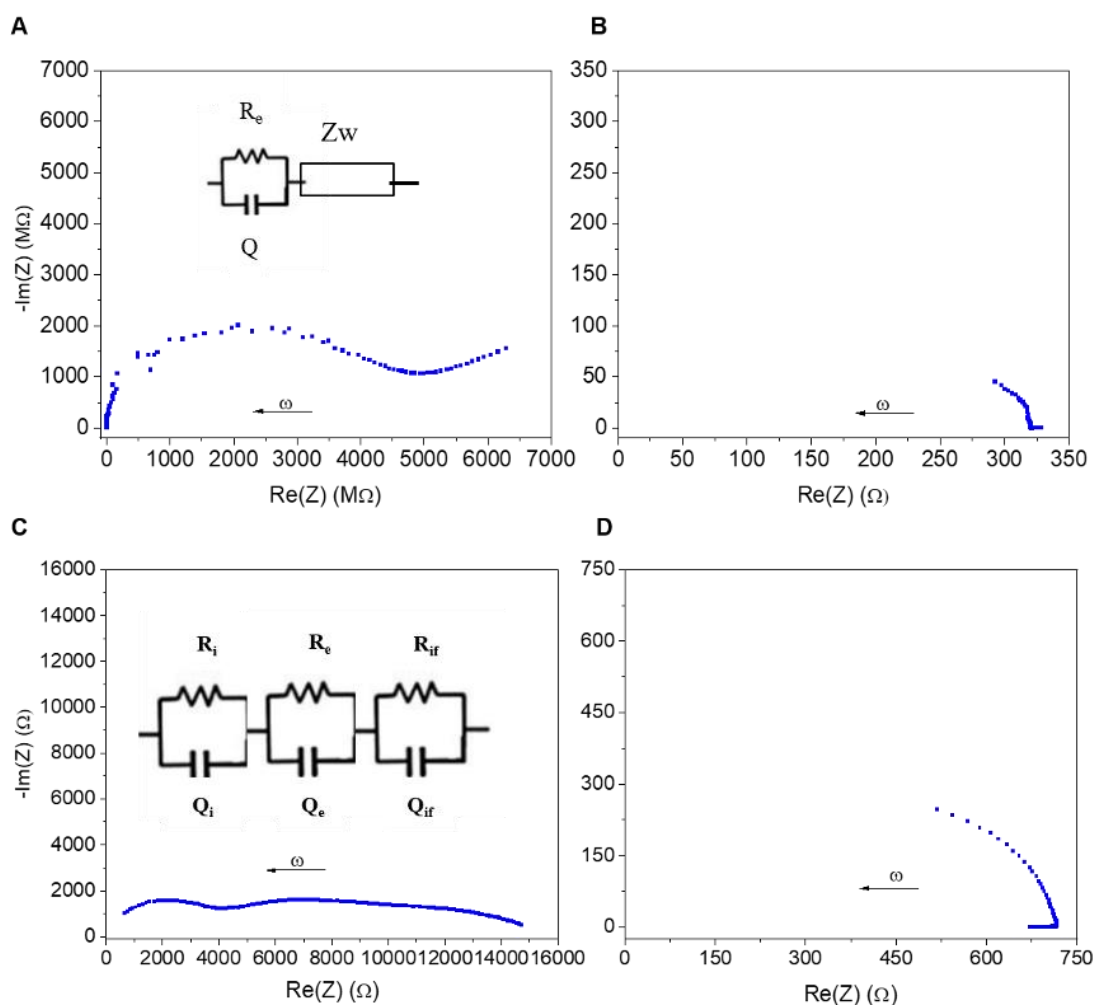 A
7000
6000
5000
4000
3000
2000
1000
0
-Im(Z) (MΩ)
Re
Zw
Q
ω
0 1000 2000 3000 4000 5000 6000 7000
Re(Z) (MΩ)
B
350
300
250
200
150
100
50
0
ω
0 50 100 150 200 250 300 350
Re(Z) (Ω)
C
16000
14000
12000
10000
8000
6000
4000
2000
0
-Im(Z) (Ω)
Ri Re Rif
Qi Qe Qif
ω
0 2000 4000 6000 8000 10000 12000 14000 16000
Re(Z) (Ω)
D
750
600
450
300
150
0
ω
0 150 300 450 600 750
Re(Z) (Ω)